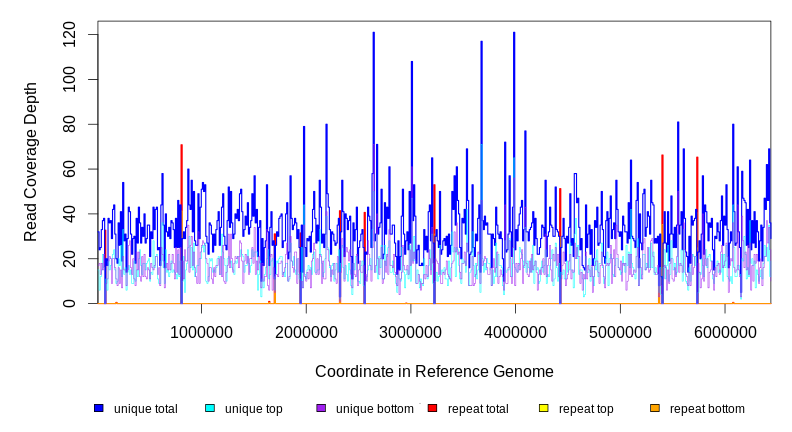 120
100
80
60
40
20
0
Read Coverage Depth
1000000 2000000 3000000 4000000 5000000 6000000
Coordinate in Reference Genome
unique total unique top unique bottom repeat total repeat top repeat bottom